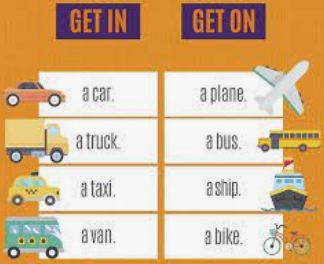 GET IN GET ON
a car. a plane.
a truck. a bus.
a taxi. a ship.
a van. a bike.